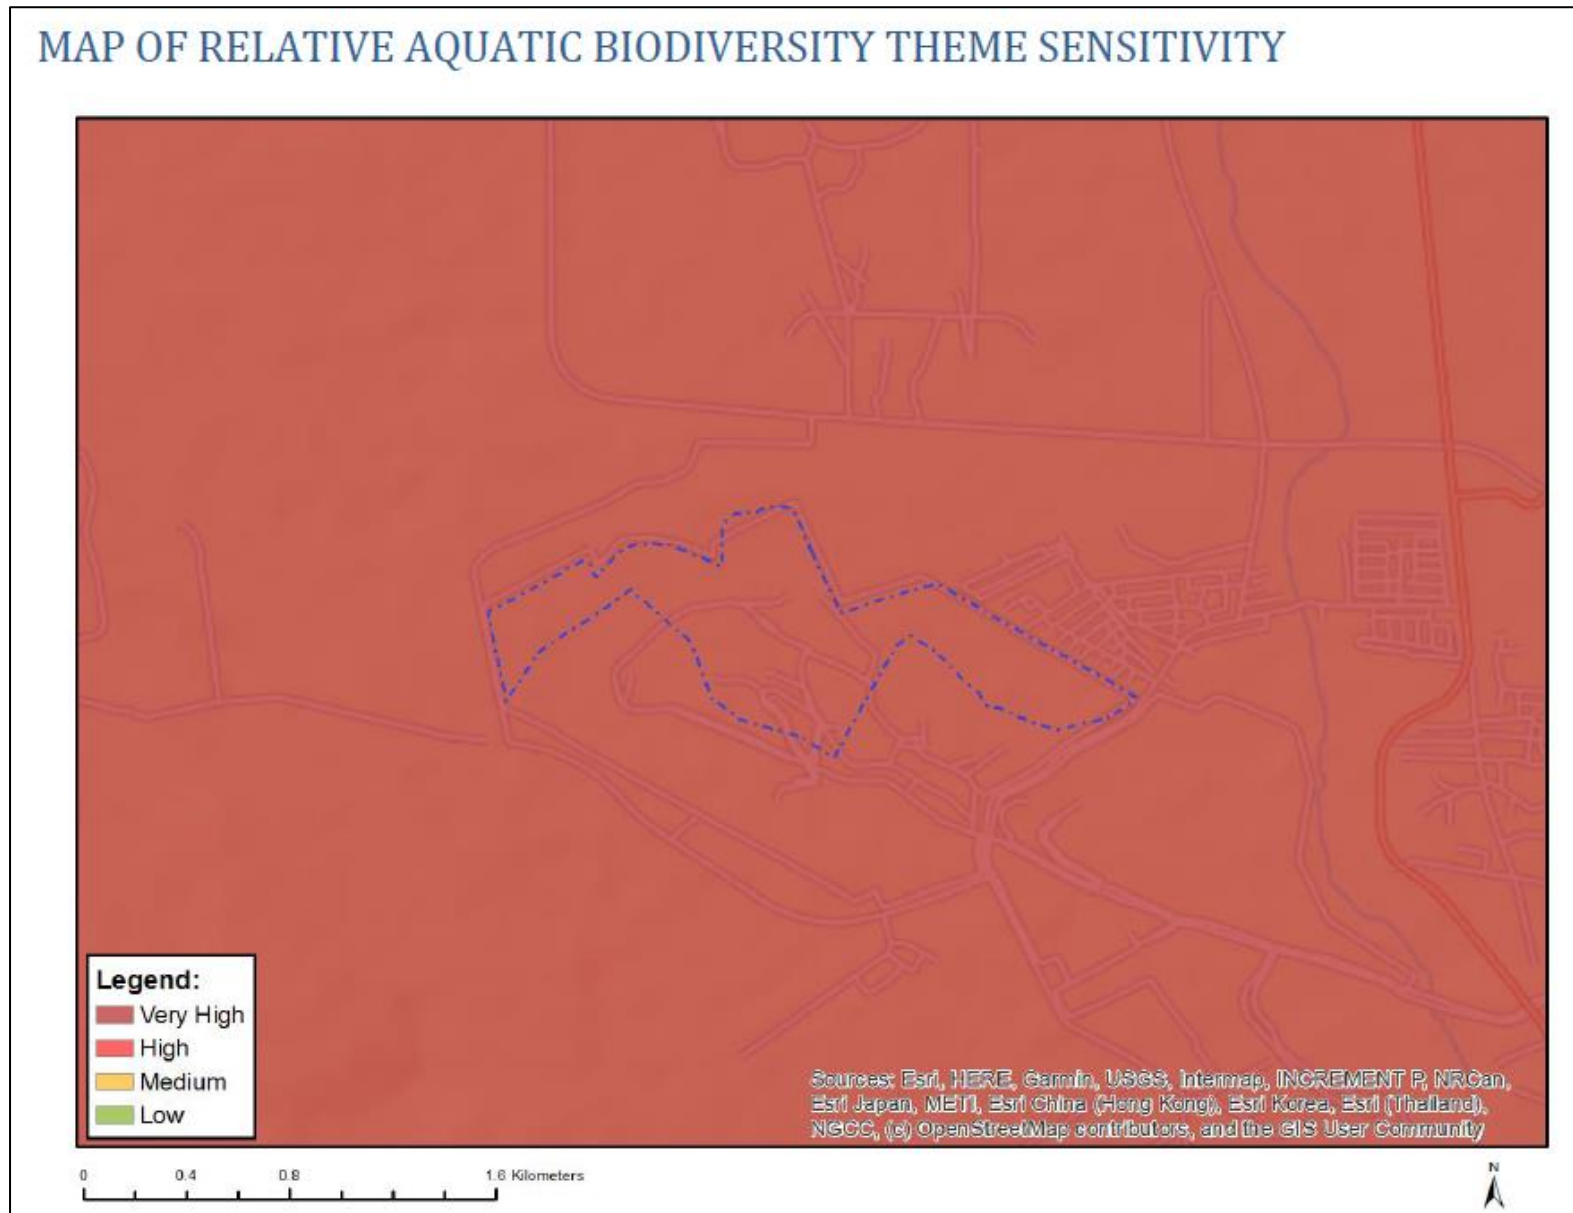 MAP OF RELATIVE AQUATIC BIODIVERSITY THEME SENSITIVITY
Legend:
Very High
High
Medium
Low
Sources: Esri, HERE, Garmin, USGS, Intermap, INCREMENT P, NRCan,
Esri Japan, METI, Esri China (Hong Kong), Esri Korea, Esri (Thailand),
NGCC, (c) OpenStreetMap contributors, and the GIS User Community
0 0.4 0.8 1.6 Kilometers
N